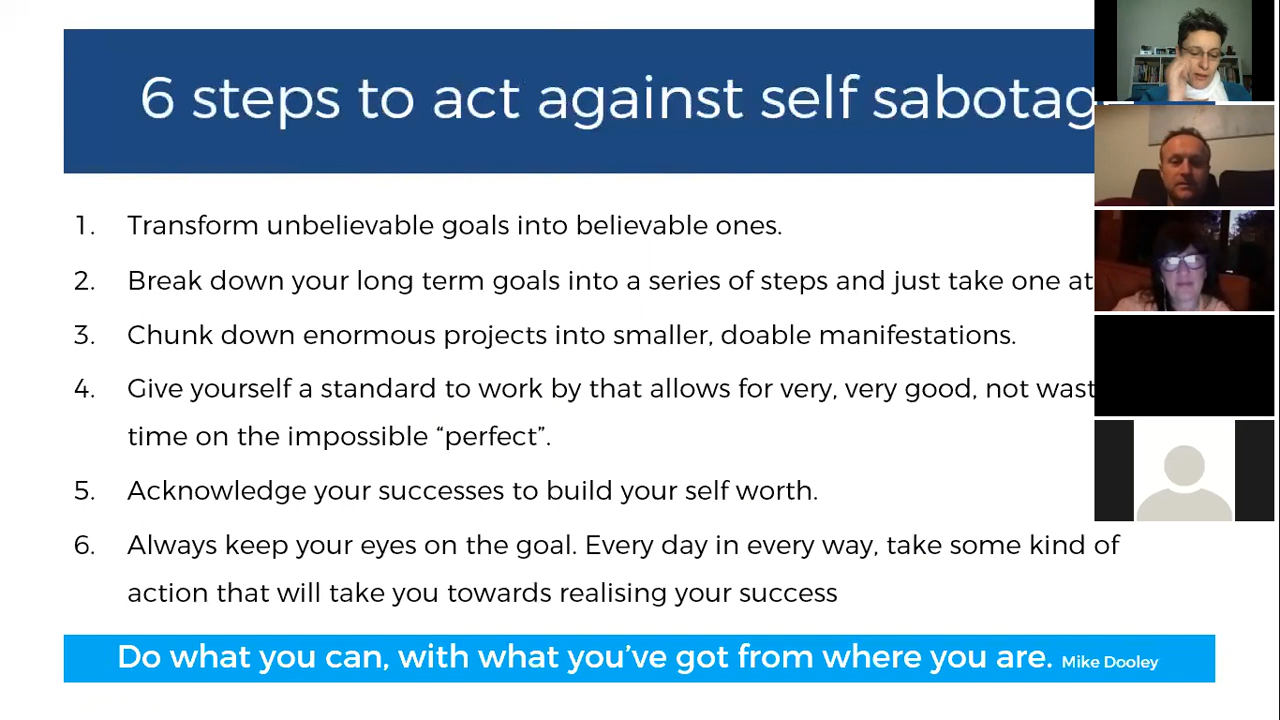 6 steps to act against self sabotag
1. Transform unbelievable goals into believable ones.
2. Break down your long term goals into a series of steps and just take one at
3. Chunk down enormous projects into smaller, doable manifestations.
4. Give yourself a standard to work by that allows for very, very good, not wast
time on the impossible “perfect”.
5. Acknowledge your successes to build your self worth.
6. Always keep your eyes on the goal. Every day in every way, take some kind of
action that will take you towards realising your success
Do what you can, with what you’ve got from where you are. Mike Dooley